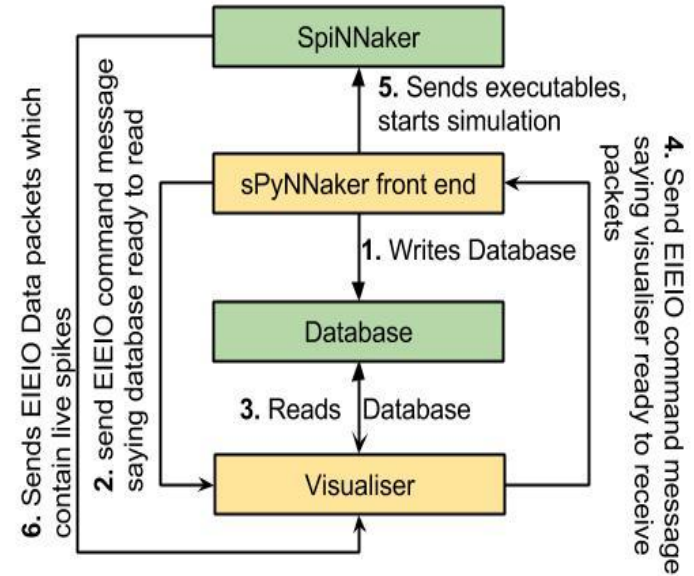 SpiNNaker
5. Sends executables,
starts simulation
sPyNNaker front end
1. Writes Database
Database
3. Reads Database
Visualiser
6. Sends EIEIO Data packets which
contain live spikes
2. send EIEIO command message
saying database ready to read
4. Send EIEIO command message
saying visualiser ready to receive
packets